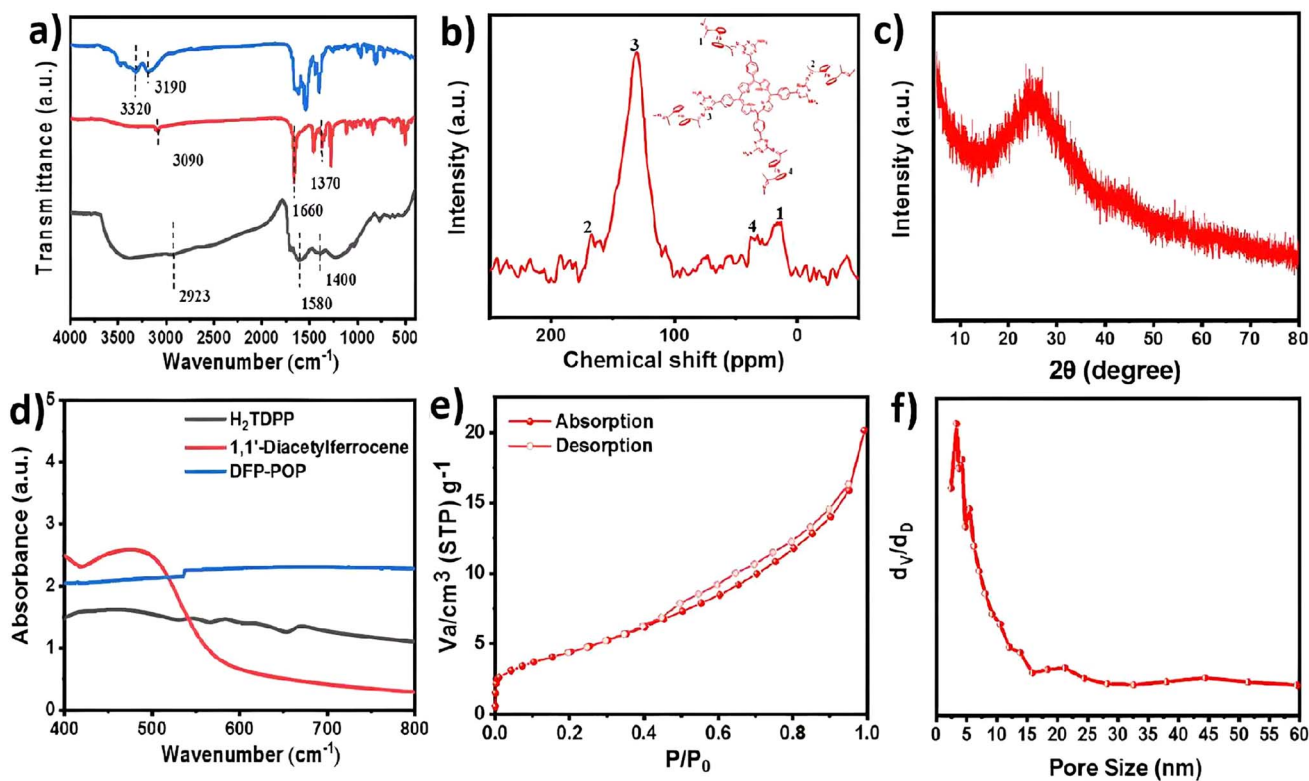 a)
3190
3320
3090
1370
1660
1400
2923
1580
Transmittance (a.u.)
4000 3500 3000 2500 2000 1500 1000 500
Wavenumber (cm⁻¹)
b)
3
1
2
3
4
2
4
1
Intensity (a.u.)
200 100 0
Chemical shift (ppm)
c)
Intensity (a.u.)
10 20 30 40 50 60 70 80
2θ (degree)
d)
H₂TDPP
1,1'-Diacetylferrocene
DFP-POP
5
4
3
2
1
0
Absorbance (a.u.)
400 500 600 700 800
Wavenumber (cm⁻¹)
e)
Absorption
Desorption
20
15
10
5
0
Va/cm³ (STP) g⁻¹
0.0 0.2 0.4 0.6 0.8 1.0
P/P₀
f)
dᵥ/d_D
0 5 10 15 20 25 30 35 40 45 50 55 60
Pore Size (nm)